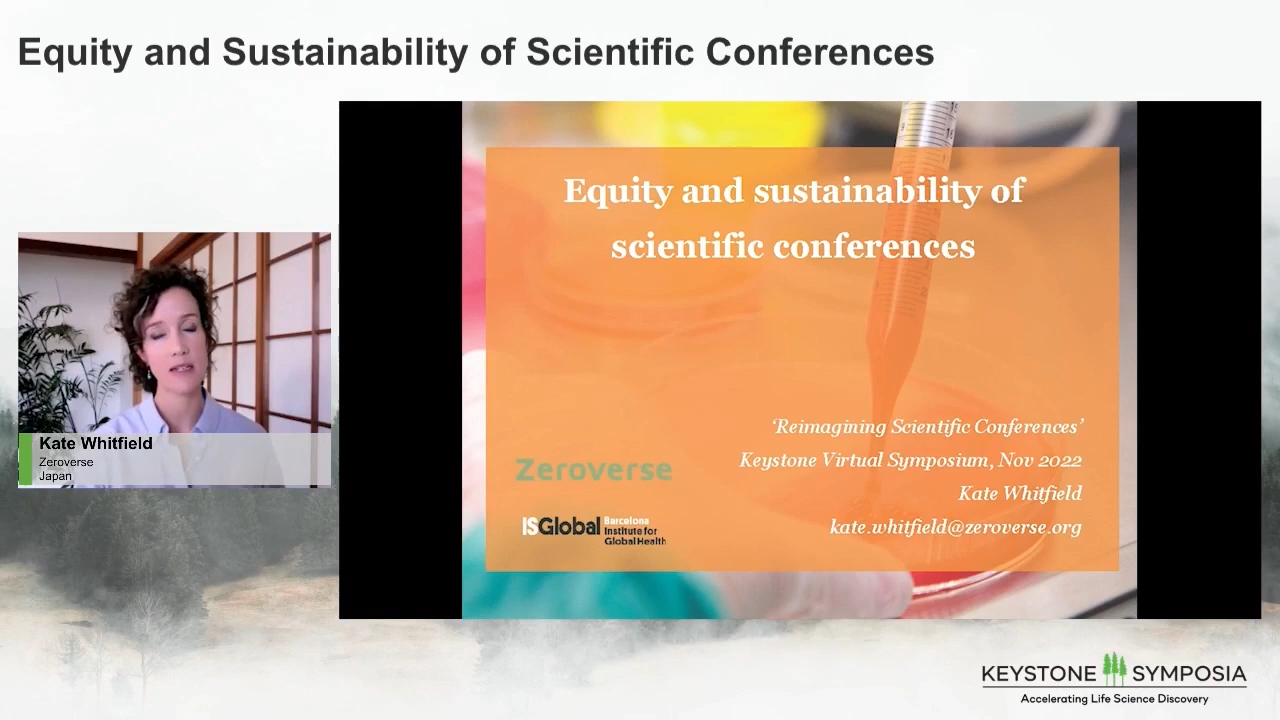 Equity and Sustainability of Scientific Conferences
Equity and sustainability of
scientific conferences
'Reimagining Scientific Conferences'
Keystone Virtual Symposium, Nov 2022
Kate Whitfield
kate.whitfield@zeroverse.org
Zeroverse
ISGlobal Barcelona
Institute for
Global Health
Kate Whitfield
Zeroverse
Japan
KEYSTONE SYMPOSIA
Accelerating Life Science Discovery